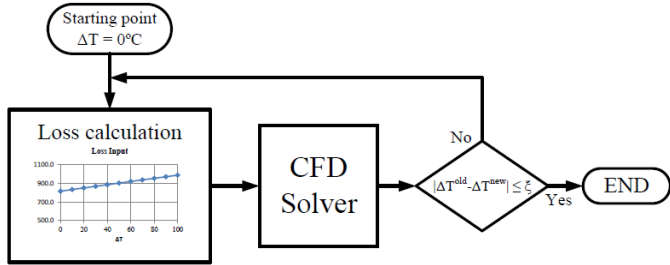 Starting point
ΔT = 0°C
Loss calculation
Loss Input
1100.0
900.0
700.0
500.0
0 20 40 60 80 100
ΔT
CFD
Solver
No
|ΔT^old-ΔT^new| ≤ ξ
Yes
END